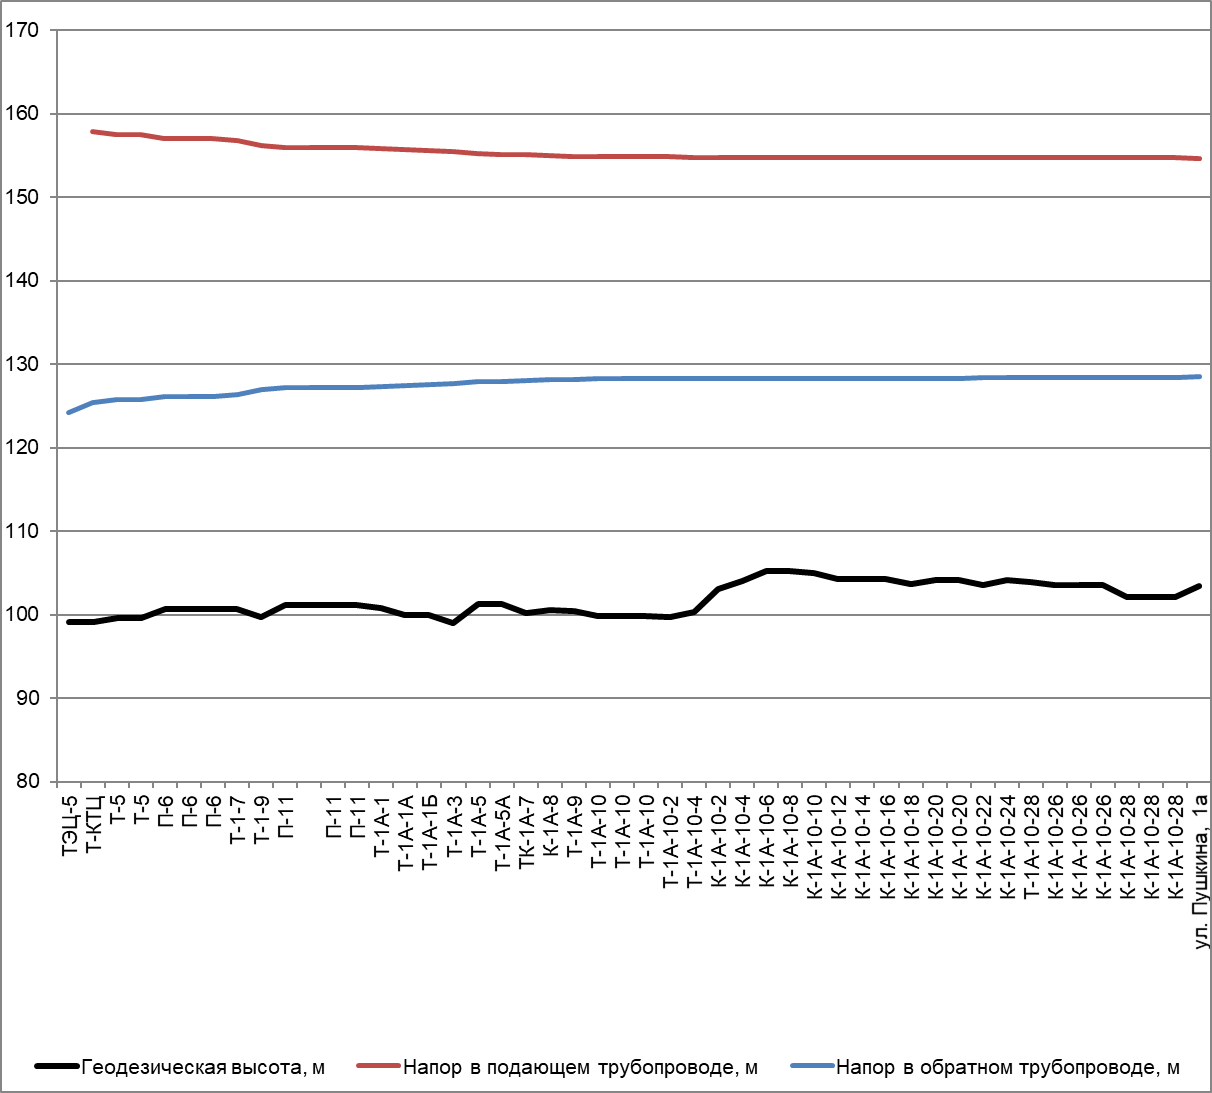 170
160
150
140
130
120
110
100
90
80
ТЭЦ-5
Т-КТЦ
Т-5
Т-5
П-6
П-6
П-6
Т-1-7
Т-1-9
П-11
П-11
П-11
Т-1А-1
Т-1А-1А
Т-1А-1Б
Т-1А-3
Т-1А-5
Т-1А-5А
ТК-1А-7
К-1А-8
Т-1А-9
Т-1А-10
Т-1А-10
Т-1А-10
Т-1А-10-2
Т-1А-10-4
К-1А-10-2
К-1А-10-4
К-1А-10-6
К-1А-10-8
К-1А-10-10
К-1А-10-12
К-1А-10-14
К-1А-10-16
К-1А-10-18
К-1А-10-20
К-1А-10-20
К-1А-10-22
К-1А-10-24
Т-1А-10-28
К-1А-10-26
К-1А-10-26
К-1А-10-26
К-1А-10-28
К-1А-10-28
К-1А-10-28
ул. Пушкина, 1а
Геодезическая высота, м
Напор в подающем трубопроводе, м
Напор в обратном трубопроводе, м